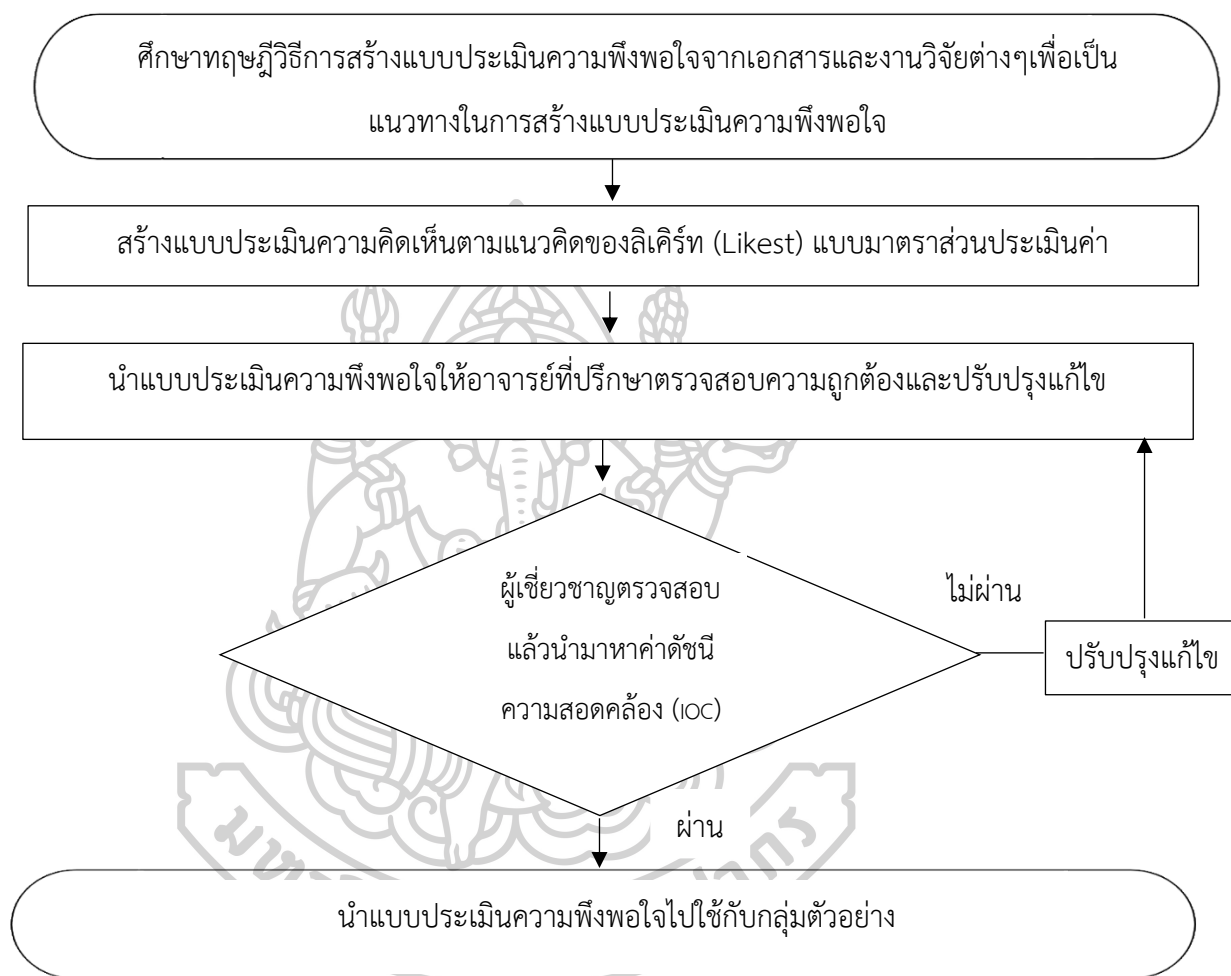 ศึกษาทฤษฎีวิธีการสร้างแบบประเมินความพึงพอใจจากเอกสารและงานวิจัยต่างๆเพื่อเป็น
แนวทางในการสร้างแบบประเมินความพึงพอใจ
สร้างแบบประเมินความคิดเห็นตามแนวคิดของลิเคิร์ท (Likest) แบบมาตราส่วนประเมินค่า
นำแบบประเมินความพึงพอใจให้อาจารย์ที่ปรึกษาตรวจสอบความถูกต้องและปรับปรุงแก้ไข
ผู้เชี่ยวชาญตรวจสอบ
แล้วนำมาหาค่าดัชนี
ความสอดคล้อง (IOC)
ไม่ผ่าน
ปรับปรุงแก้ไข
ผ่าน
นำแบบประเมินความพึงพอใจไปใช้กับกลุ่มตัวอย่าง